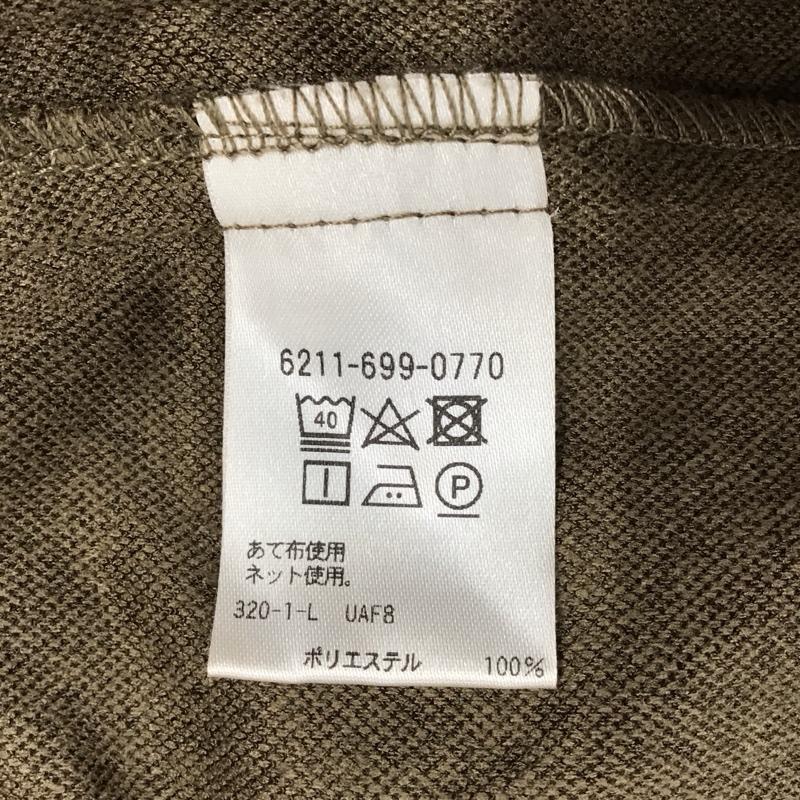 6211-699-0770
40
P
あて布使用
ネット使用。
320-1-L UAF8
ポリエステル 100%